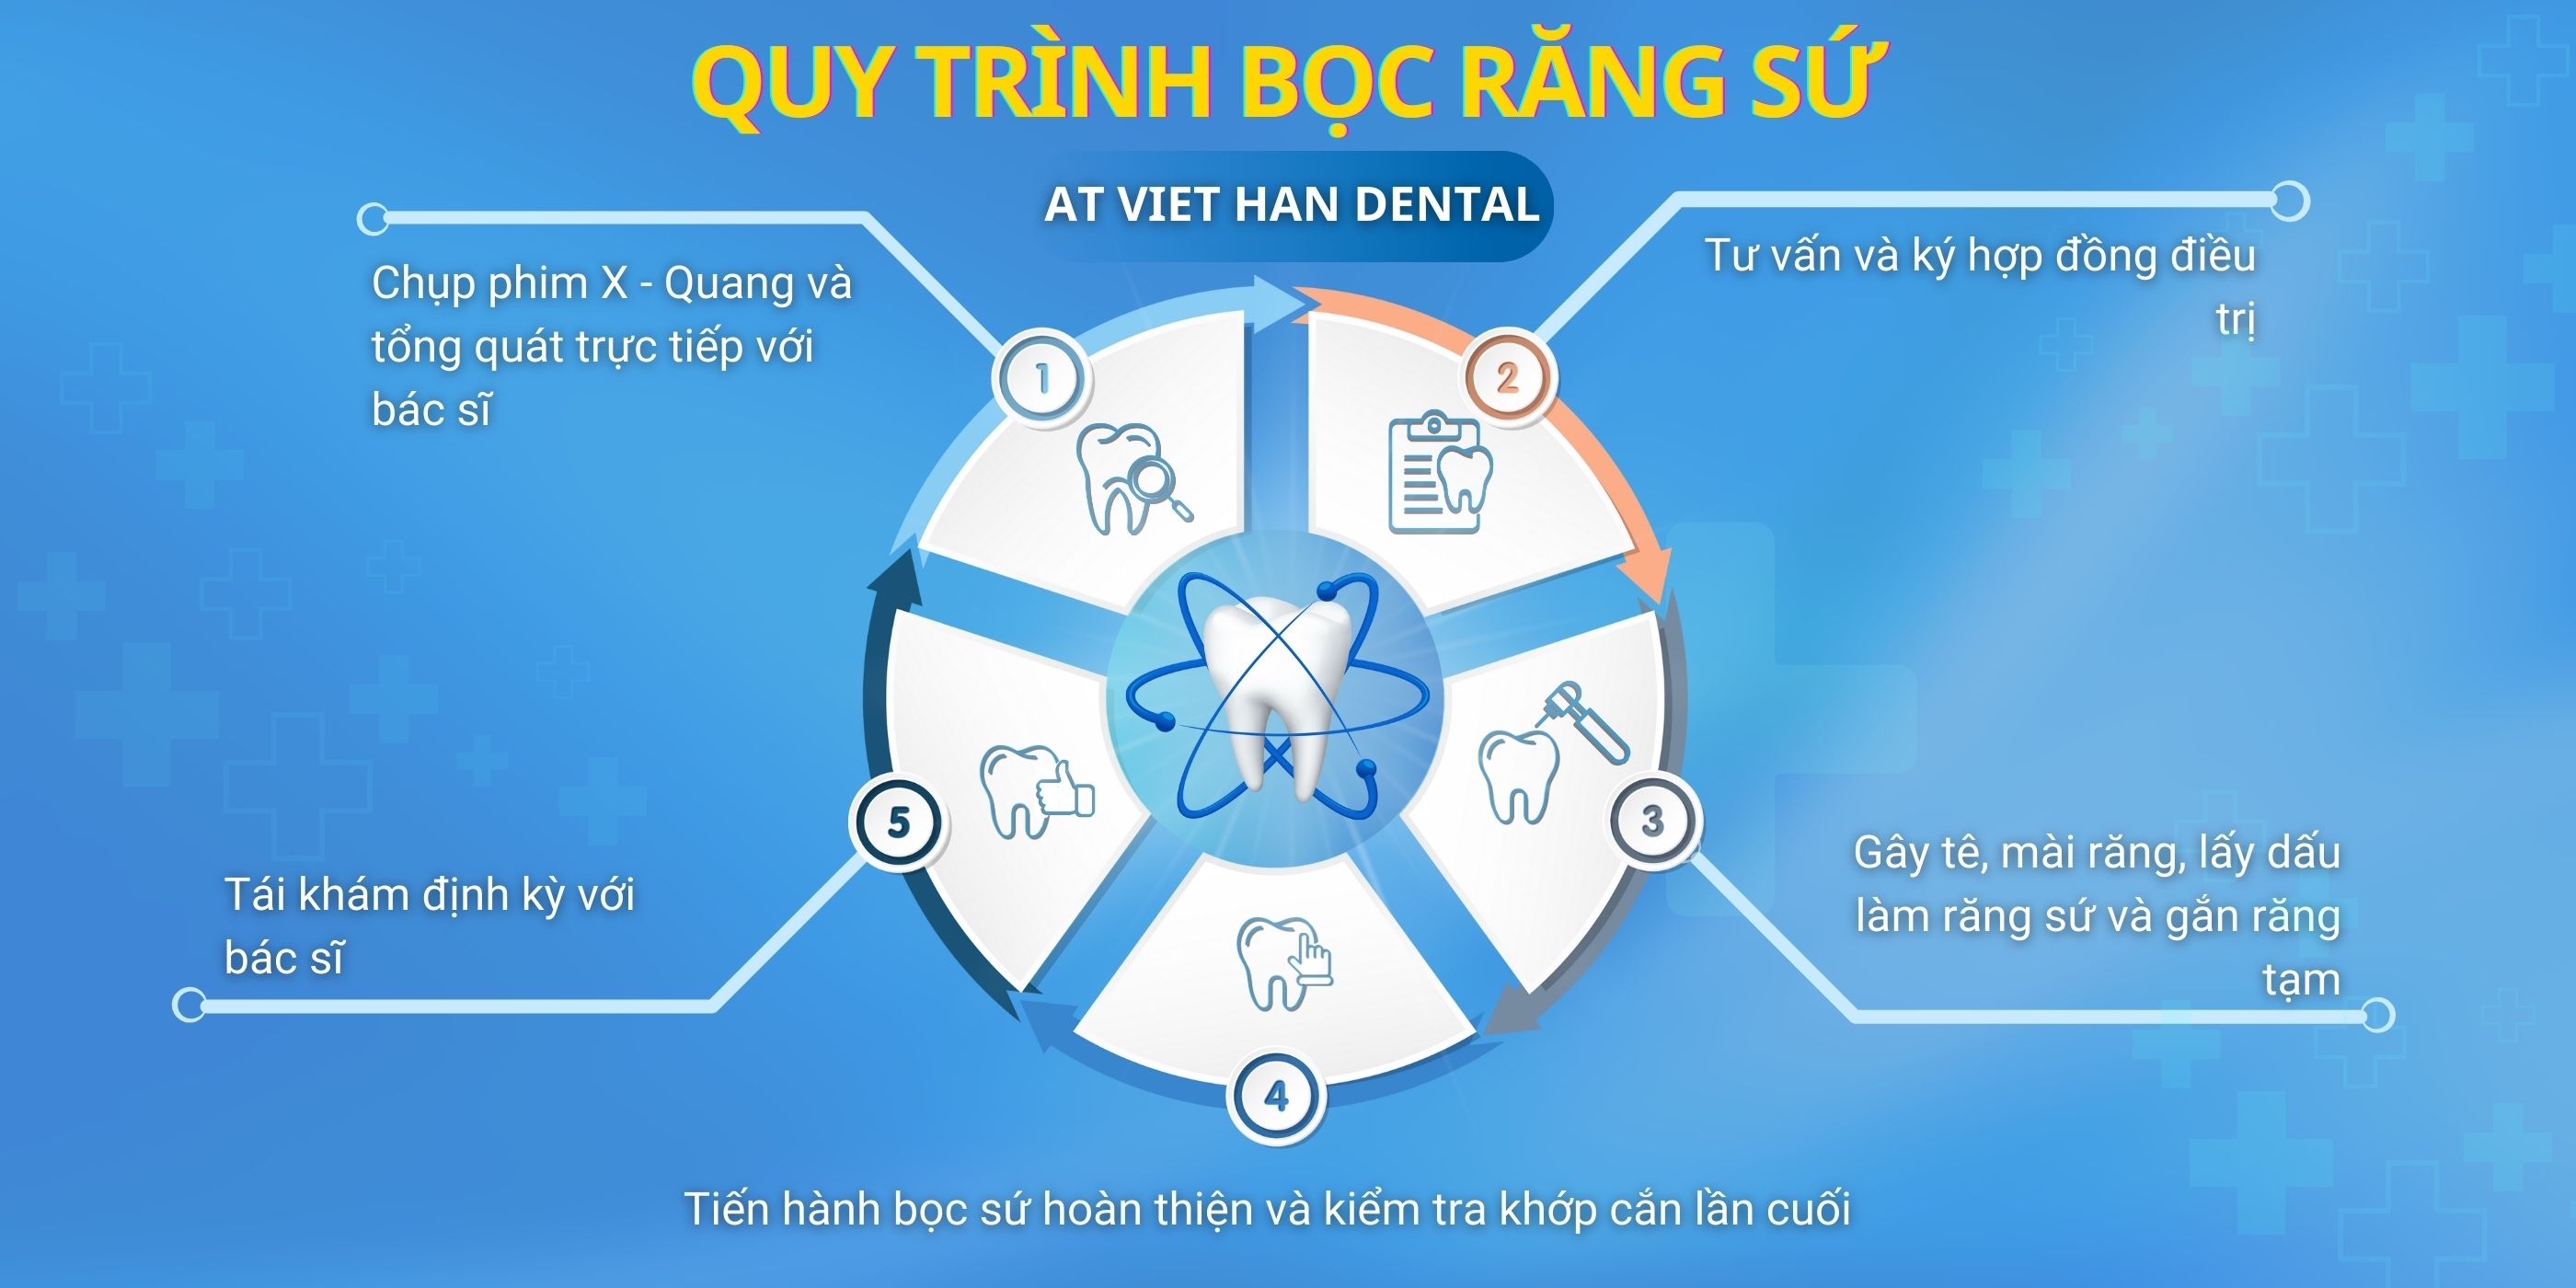 QUY TRÌNH BỌC RĂNG SỨ
AT VIET HAN DENTAL
1
Chụp phim X - Quang và
tổng quát trực tiếp với
bác sĩ
2
Tư vấn và ký hợp đồng điều
trị
3
Gây tê, mài răng, lấy dấu
làm răng sứ và gắn răng
tạm
4
Tiến hành bọc sứ hoàn thiện và kiểm tra khớp cắn lần cuối
5
Tái khám định kỳ với
bác sĩ